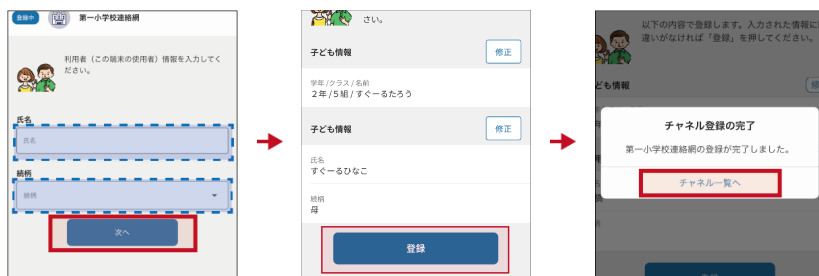 登録中
第一小学校連絡網
利用者（この端末の使用者）情報を入力してく
ださい。
氏名
氏名
続柄
続柄
次へ
さい。
子ども情報
修正
学年/クラス/名前
2年/5組/すぐーるたろう
子ども情報
修正
氏名
すぐーるひなこ
続柄
母
登録
以下の内容で登録します。入力された情報に
違いがなければ「登録」を押してください。
ども情報
チャネル登録の完了
第一小学校連絡網の登録が完了しました。
チャネル一覧へ
登録